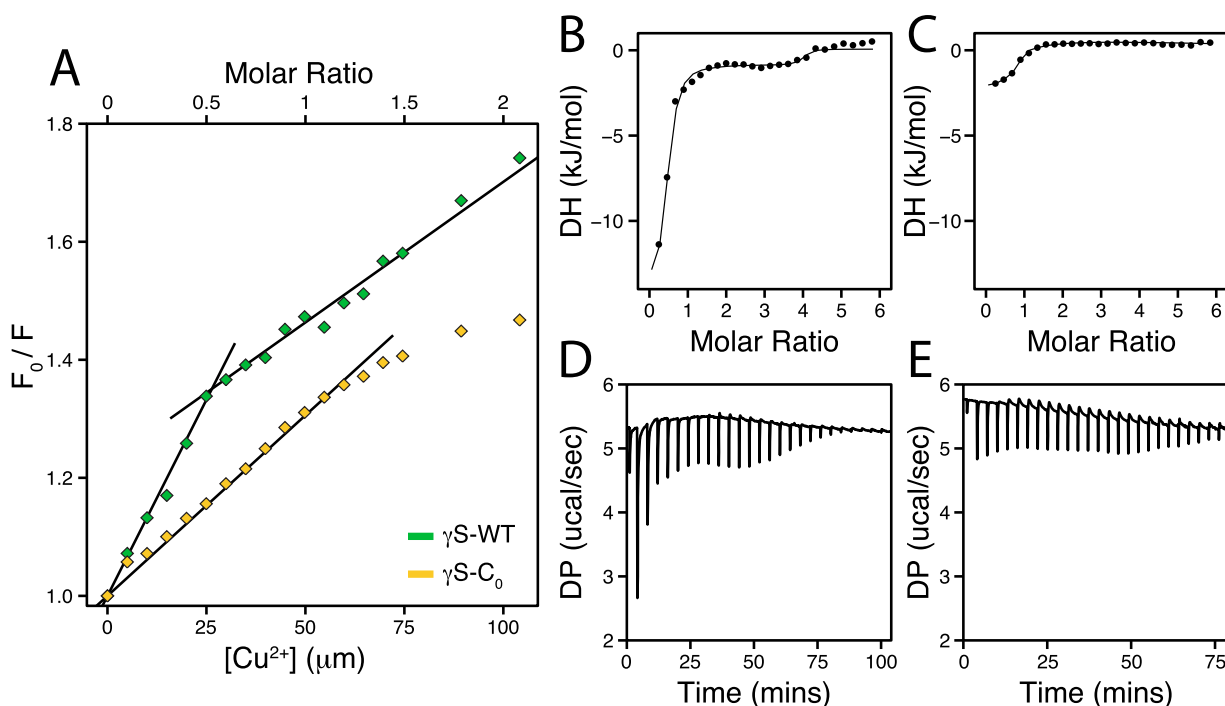 A
Molar Ratio
0 0.5 1 1.5 2
1.8
1.6
1.4
1.2
1.0
F₀ / F
γS-WT
γS-C₀
0 25 50 75 100
[Cu²⁺] (μm)
B
0
−5
−10
DH (kJ/mol)
0 1 2 3 4 5 6
Molar Ratio
C
0
−5
−10
DH (kJ/mol)
0 1 2 3 4 5 6
Molar Ratio
D
6
5
4
3
2
DP (ucal/sec)
0 25 50 75 100
Time (mins)
E
6
5
4
3
2
DP (ucal/sec)
0 25 50 75
Time (mins)